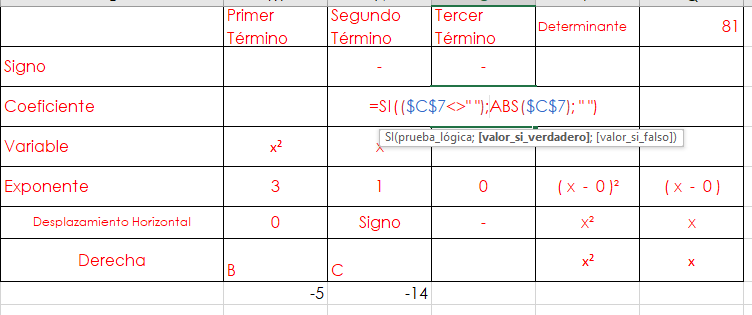 Primer Término Segundo Término Tercer Término Determinante 81
Signo - -
Coeficiente =SI(($C$7<>" ");ABS($C$7); " ")
Variable x²
SI(prueba_lógica; [valor_si_verdadero]; [valor_si_falso])
Exponente 3 1 0 ( x - 0 )² ( x - 0 )
Desplazamiento Horizontal 0 Signo - x² x
Derecha B C x² x
-5 -14